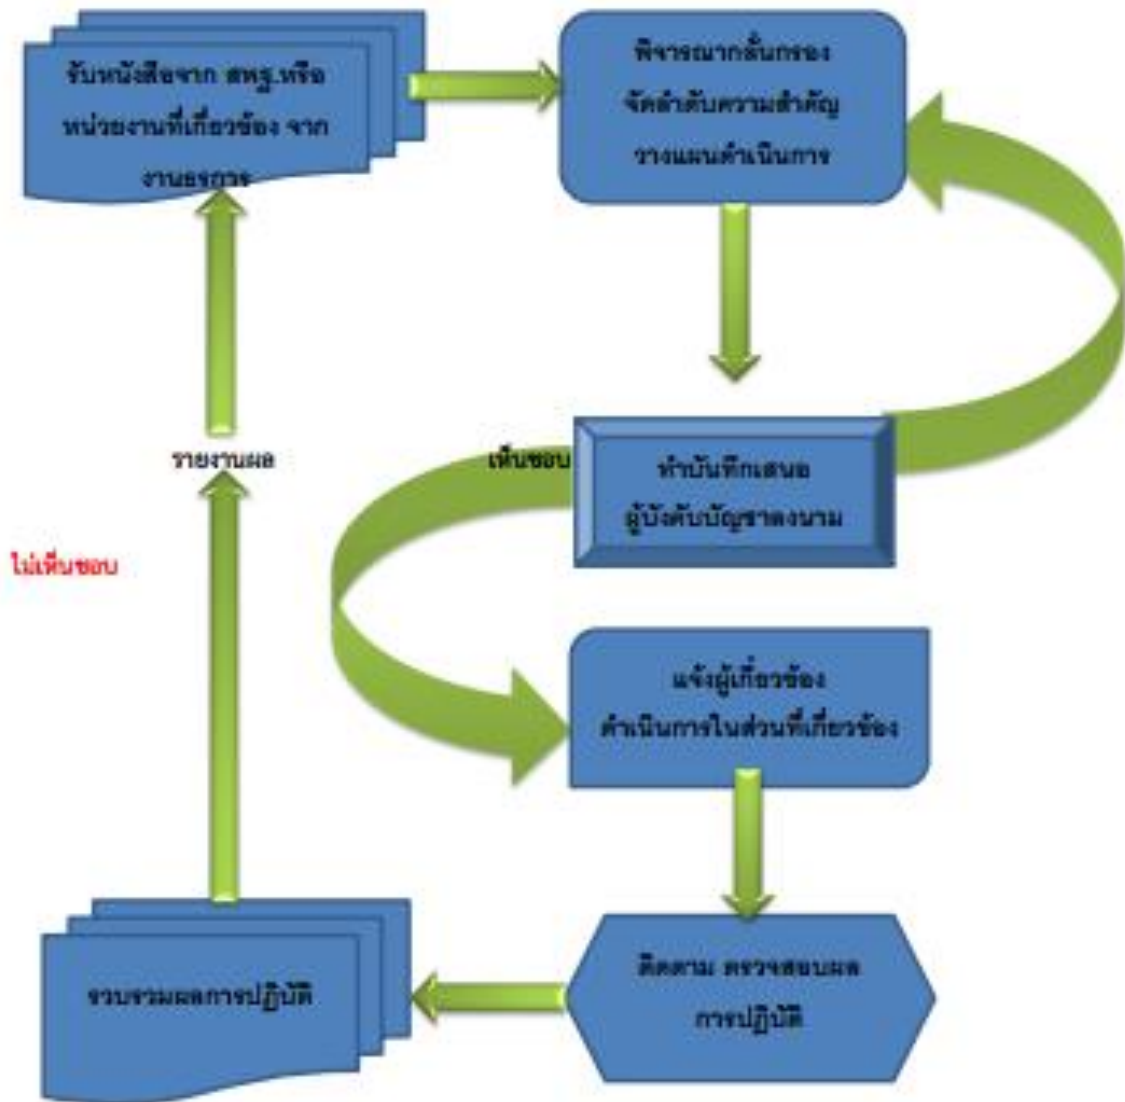 รับหนังสือจาก สพฐ.หรือ
หน่วยงานที่เกี่ยวข้อง จาก
งานธุรการ
พิจารณากลั่นกรอง
จัดลำดับความสำคัญ
วางแผนดำเนินการ
รายงานผล
เห็นชอบ
ทำบันทึกเสนอ
ผู้บังคับบัญชาลงนาม
ไม่เห็นชอบ
แจ้งผู้เกี่ยวข้อง
ดำเนินการในส่วนที่เกี่ยวข้อง
รวบรวมผลการปฏิบัติ
ติดตาม ตรวจสอบผล
การปฏิบัติ